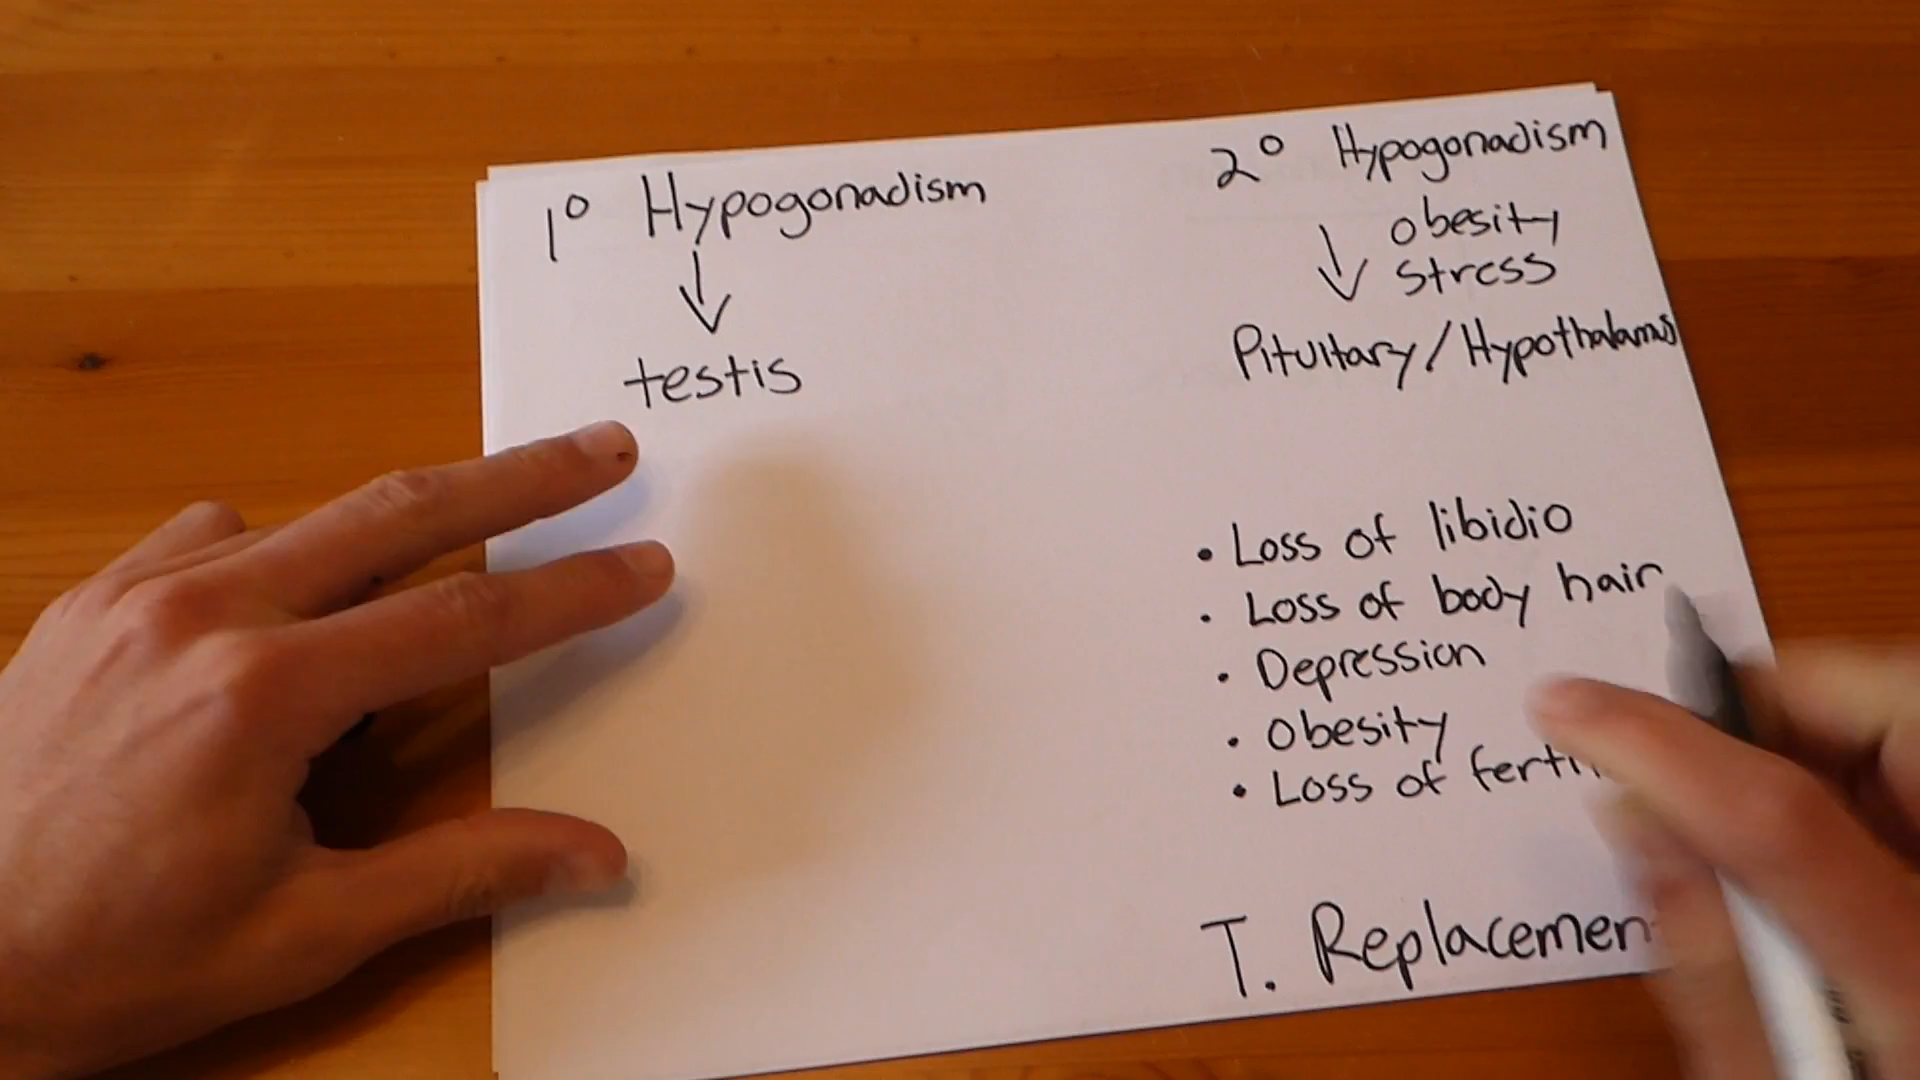 1° Hypogonadism
testis
2° Hypogonadism
obesity
stress
Pituitary/Hypothalamus
• Loss of libidio
• Loss of body hair
• Depression
• Obesity
• Loss of
T. Replacement